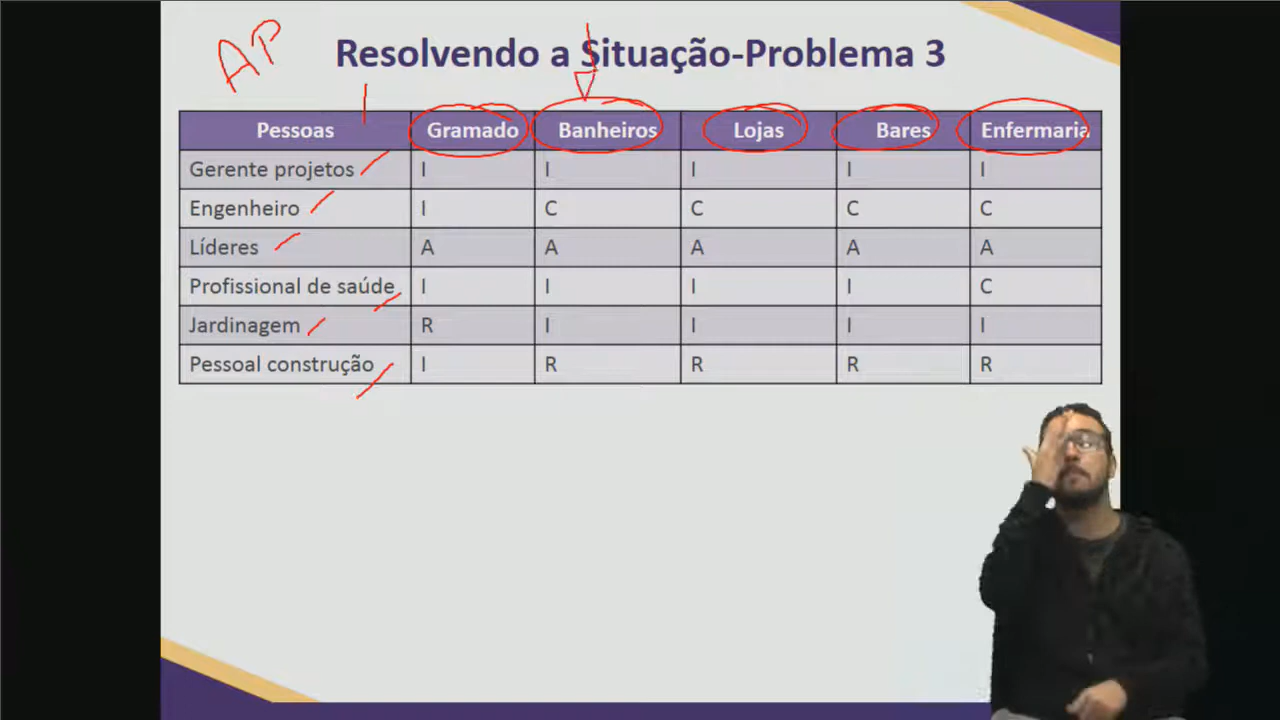 AP
Resolvendo a Situação-Problema 3
Pessoas Gramado Banheiros Lojas Bares Enfermaria
Gerente projetos I I I I I
Engenheiro I C C C C
Líderes A A A A A
Profissional de saúde I I I I C
Jardinagem R I I I I
Pessoal construção I R R R R